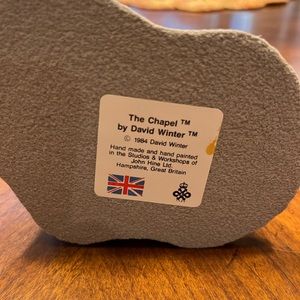 The Chapel ™
by David Winter ™
© 1984 David Winter
Hand made and hand painted
in the Studios & Workshops of
John Hine Ltd.
Hampshire, Great Britain